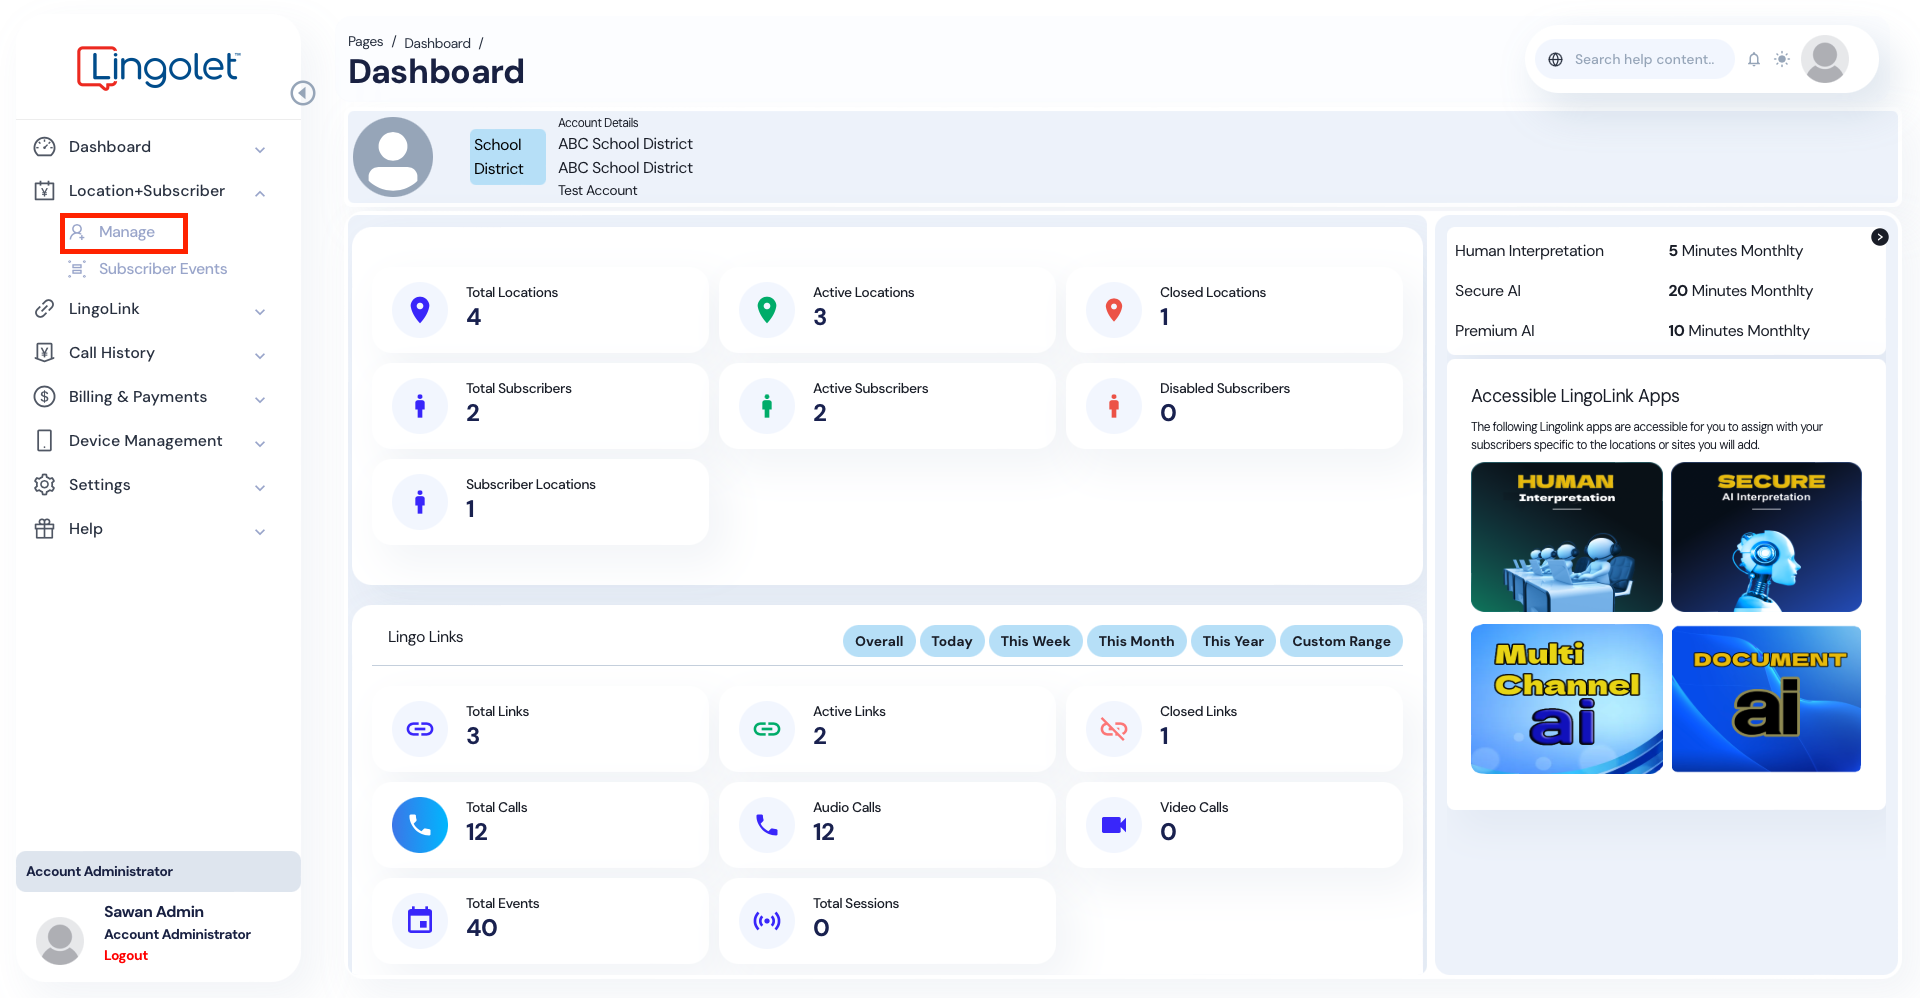 Lingolet™
Dashboard
Location+Subscriber
Manage
Subscriber Events
LingoLink
Call History
Billing & Payments
Device Management
Settings
Help
Account Administrator
Sawan Admin
Account Administrator
Logout
Pages / Dashboard /
Dashboard
Search help content..
School
District
Account Details
ABC School District
ABC School District
Test Account
Total Locations
4
Active Locations
3
Closed Locations
1
Total Subscribers
2
Active Subscribers
2
Disabled Subscribers
0
Subscriber Locations
1
Lingo Links
Overall
Today
This Week
This Month
This Year
Custom Range
Total Links
3
Active Links
2
Closed Links
1
Total Calls
12
Audio Calls
12
Video Calls
0
Total Events
40
Total Sessions
0
Human Interpretation 5 Minutes Monthlty
Secure AI 20 Minutes Monthlty
Premium AI 10 Minutes Monthlty
Accessible LingoLink Apps
The following Lingolink apps are accessible for you to assign with your
subscribers specific to the locations or sites you will add.
HUMAN
Interpretation
SECURE
AI Interpretation
Multi
Channel
ai
DOCUMENT
ai